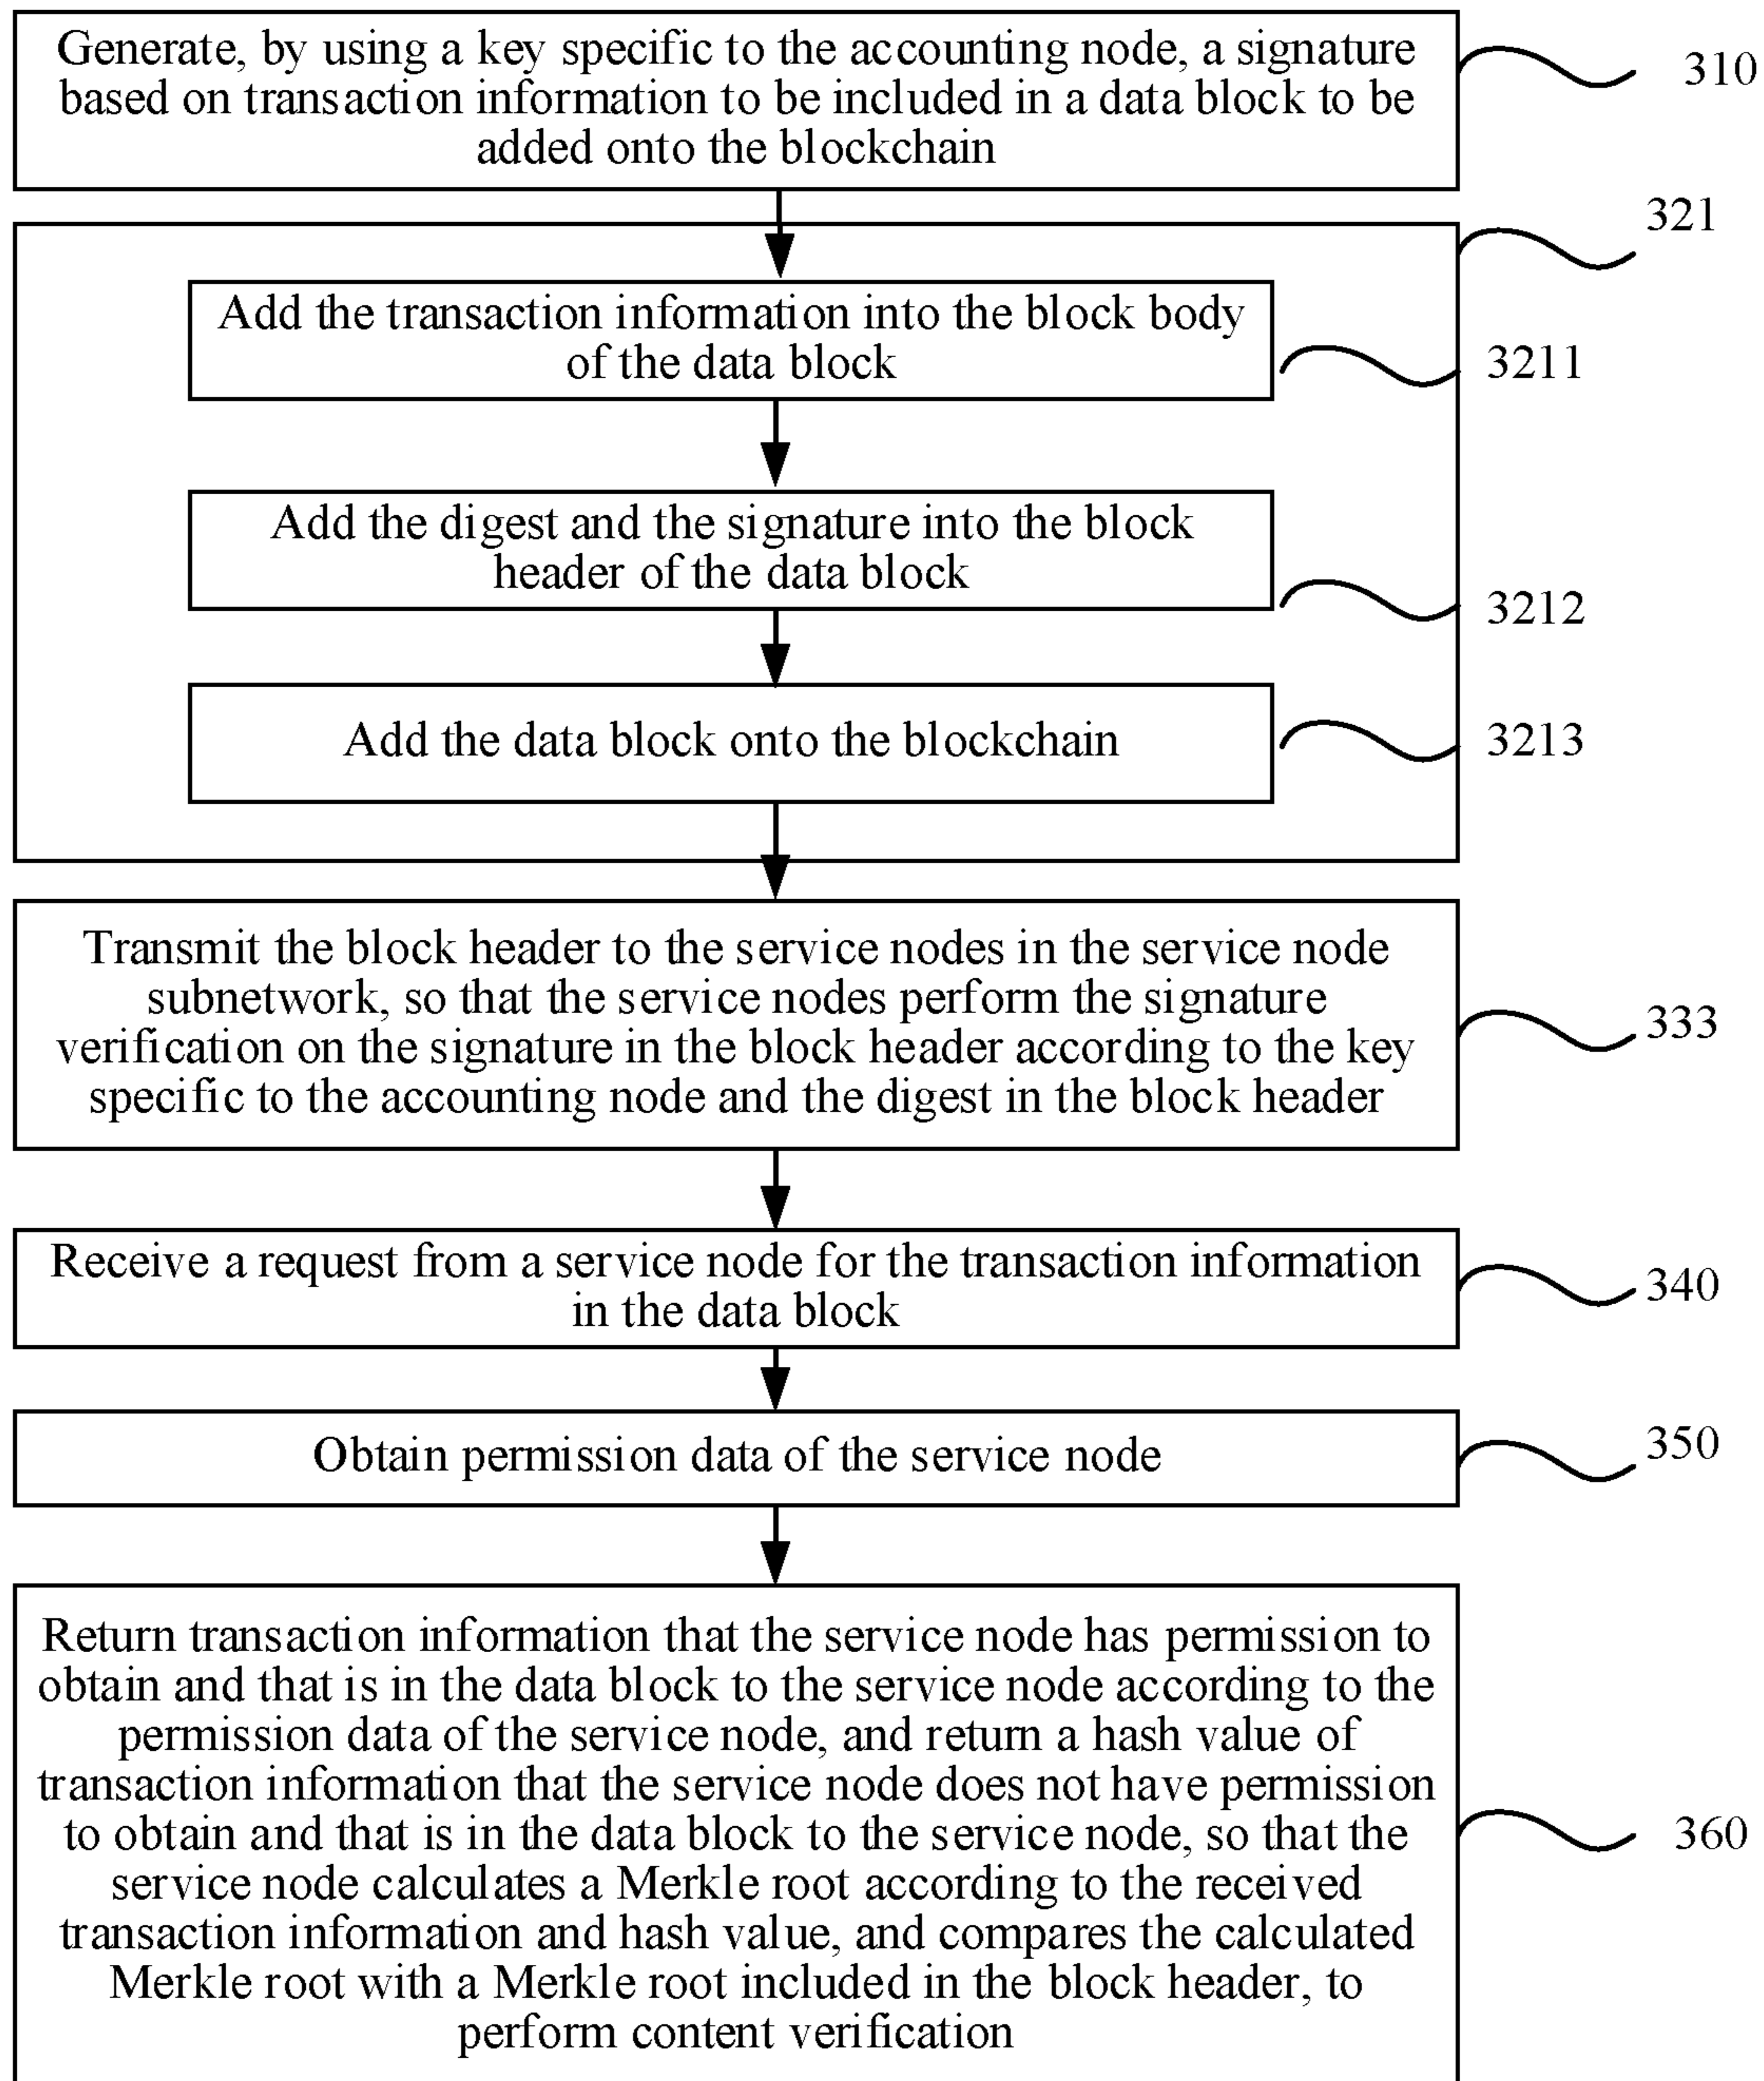 Generate, by using a key specific to the accounting node, a signature
based on transaction information to be included in a data block to be
added onto the blockchain
310
321
Add the transaction information into the block body
of the data block
3211
Add the digest and the signature into the block
header of the data block
3212
Add the data block onto the blockchain
3213
Transmit the block header to the service nodes in the service node
subnetwork, so that the service nodes perform the signature
verification on the signature in the block header according to the key
specific to the accounting node and the digest in the block header
333
Receive a request from a service node for the transaction information
in the data block
340
Obtain permission data of the service node
350
Return transaction information that the service node has permission to
obtain and that is in the data block to the service node according to the
permission data of the service node, and return a hash value of
transaction information that the service node does not have permission
to obtain and that is in the data block to the service node, so that the
service node calculates a Merkle root according to the received
transaction information and hash value, and compares the calculated
Merkle root with a Merkle root included in the block header, to
perform content verification
360